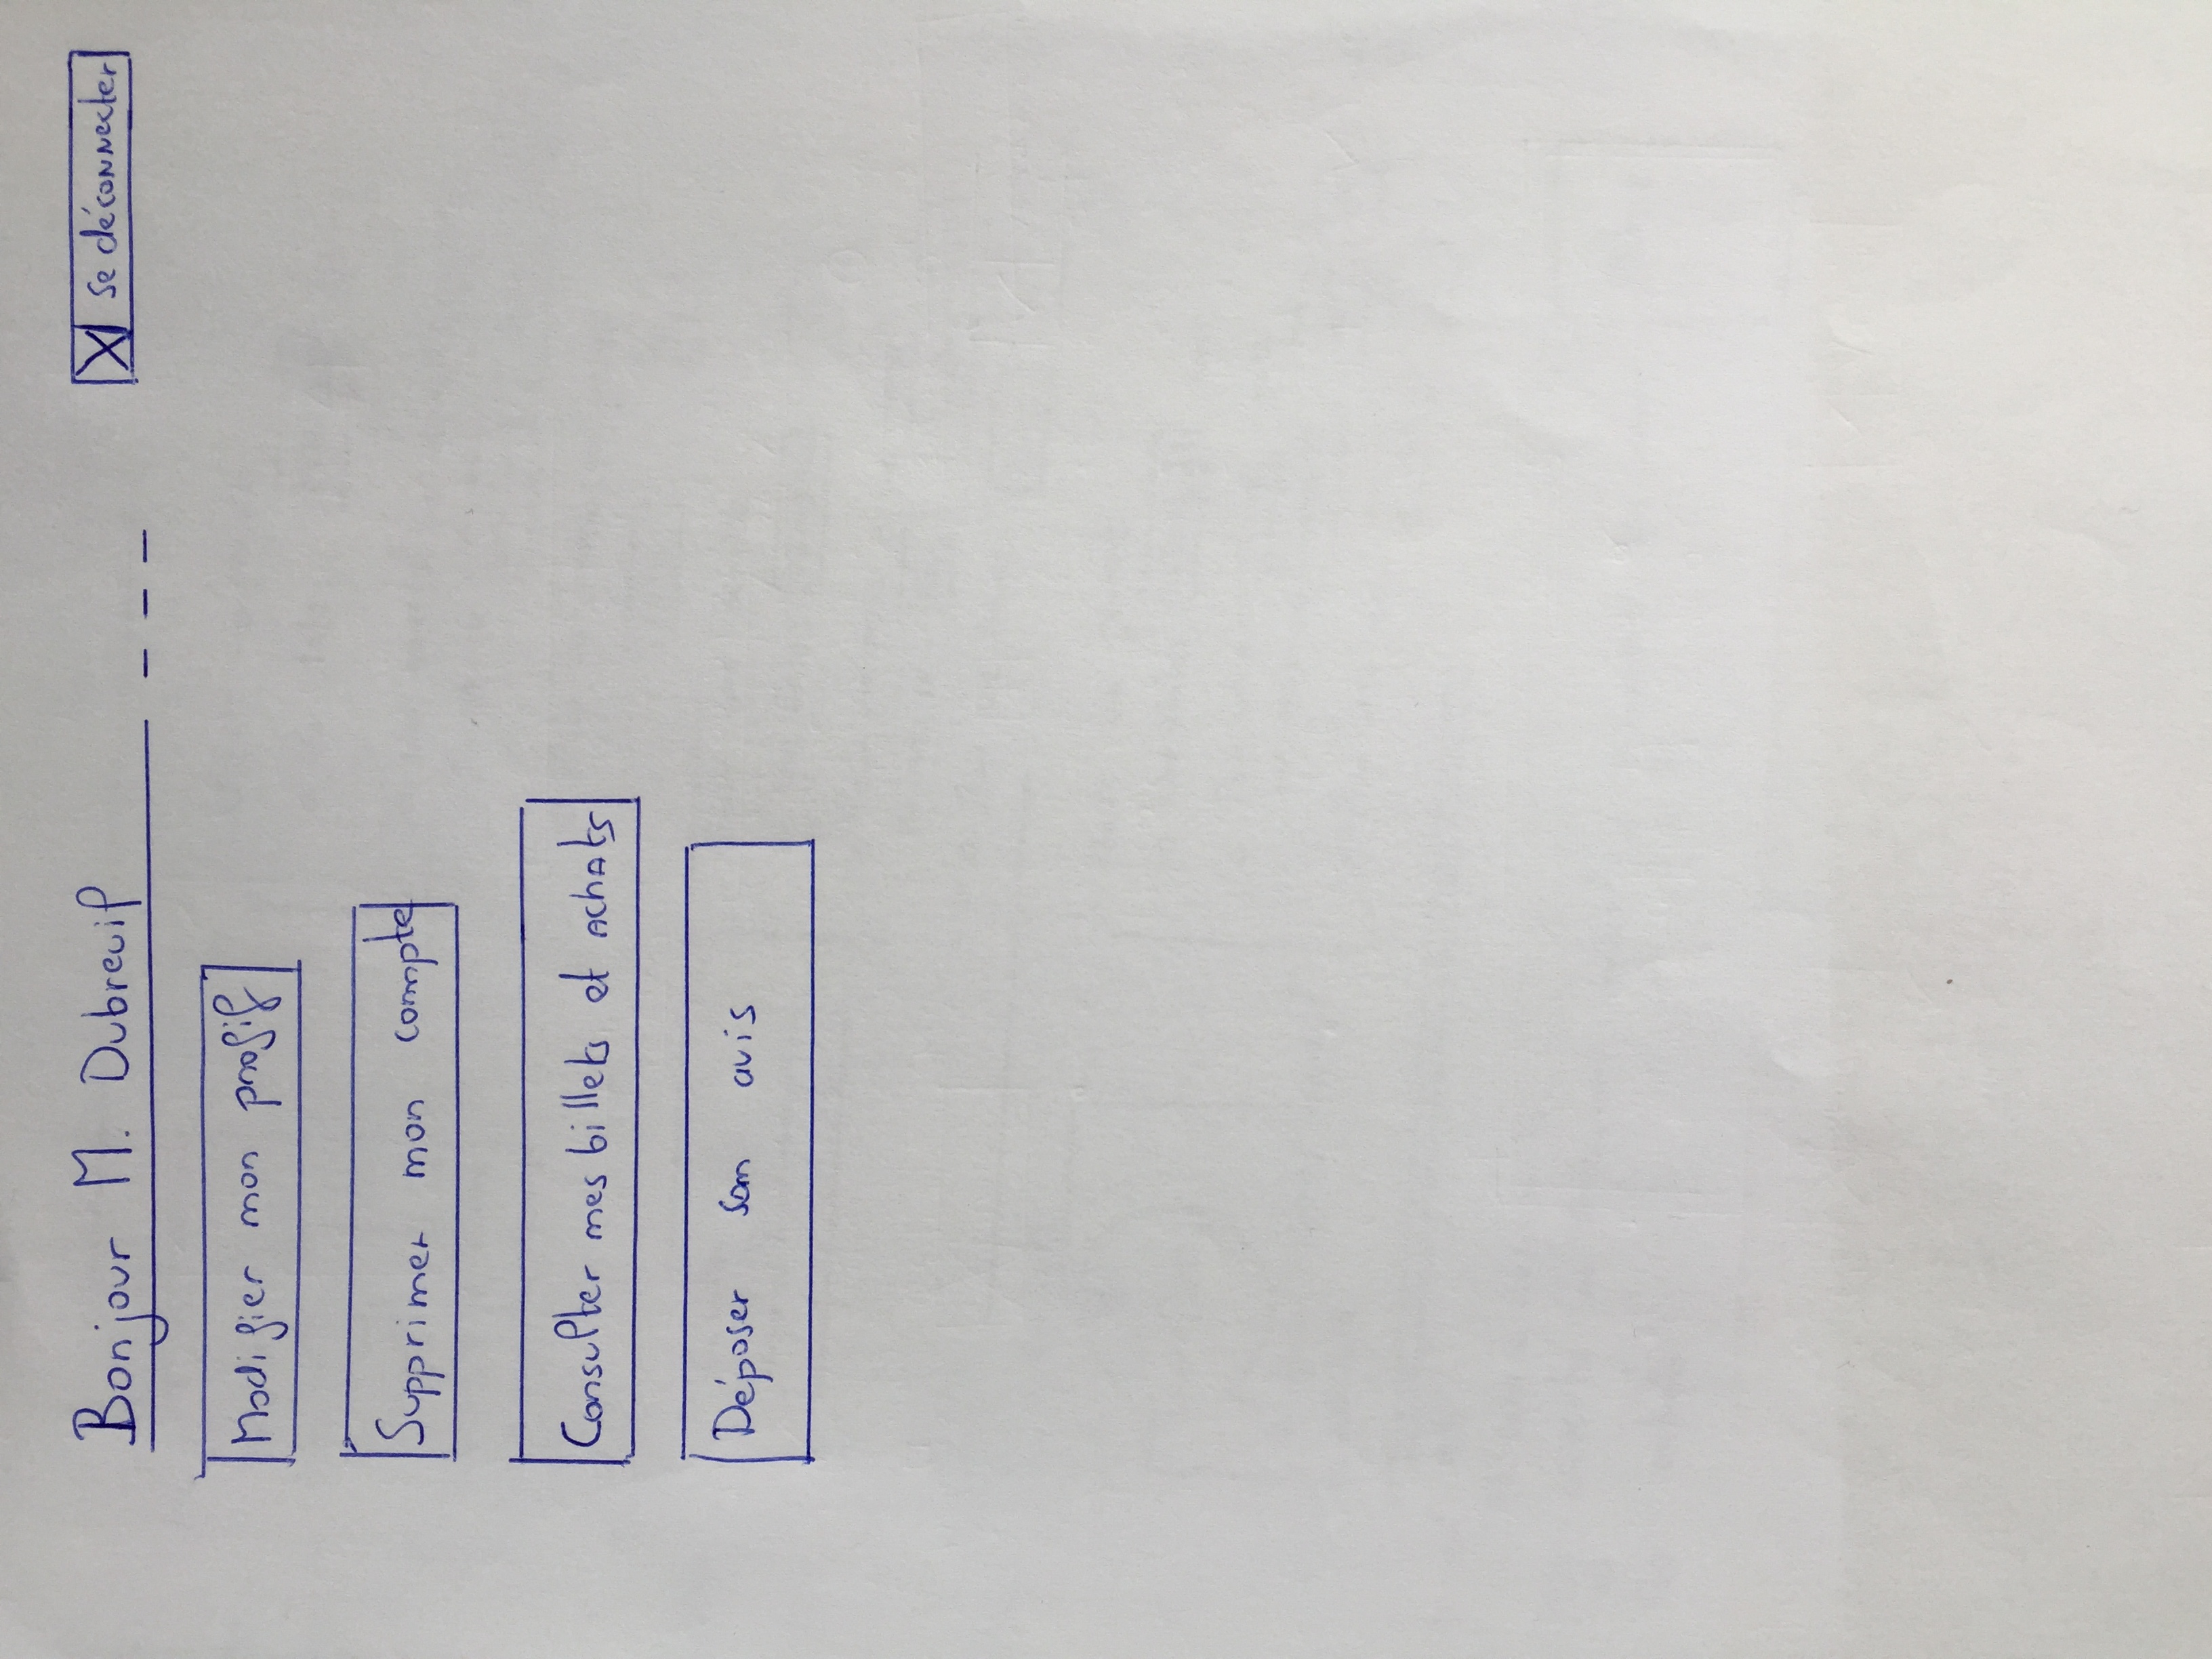 Bonjour M. Dubreuil
X se déconnecter
Modifier mon profil
Supprimer mon compte
Consulter mes billets et achats
Déposer son avis